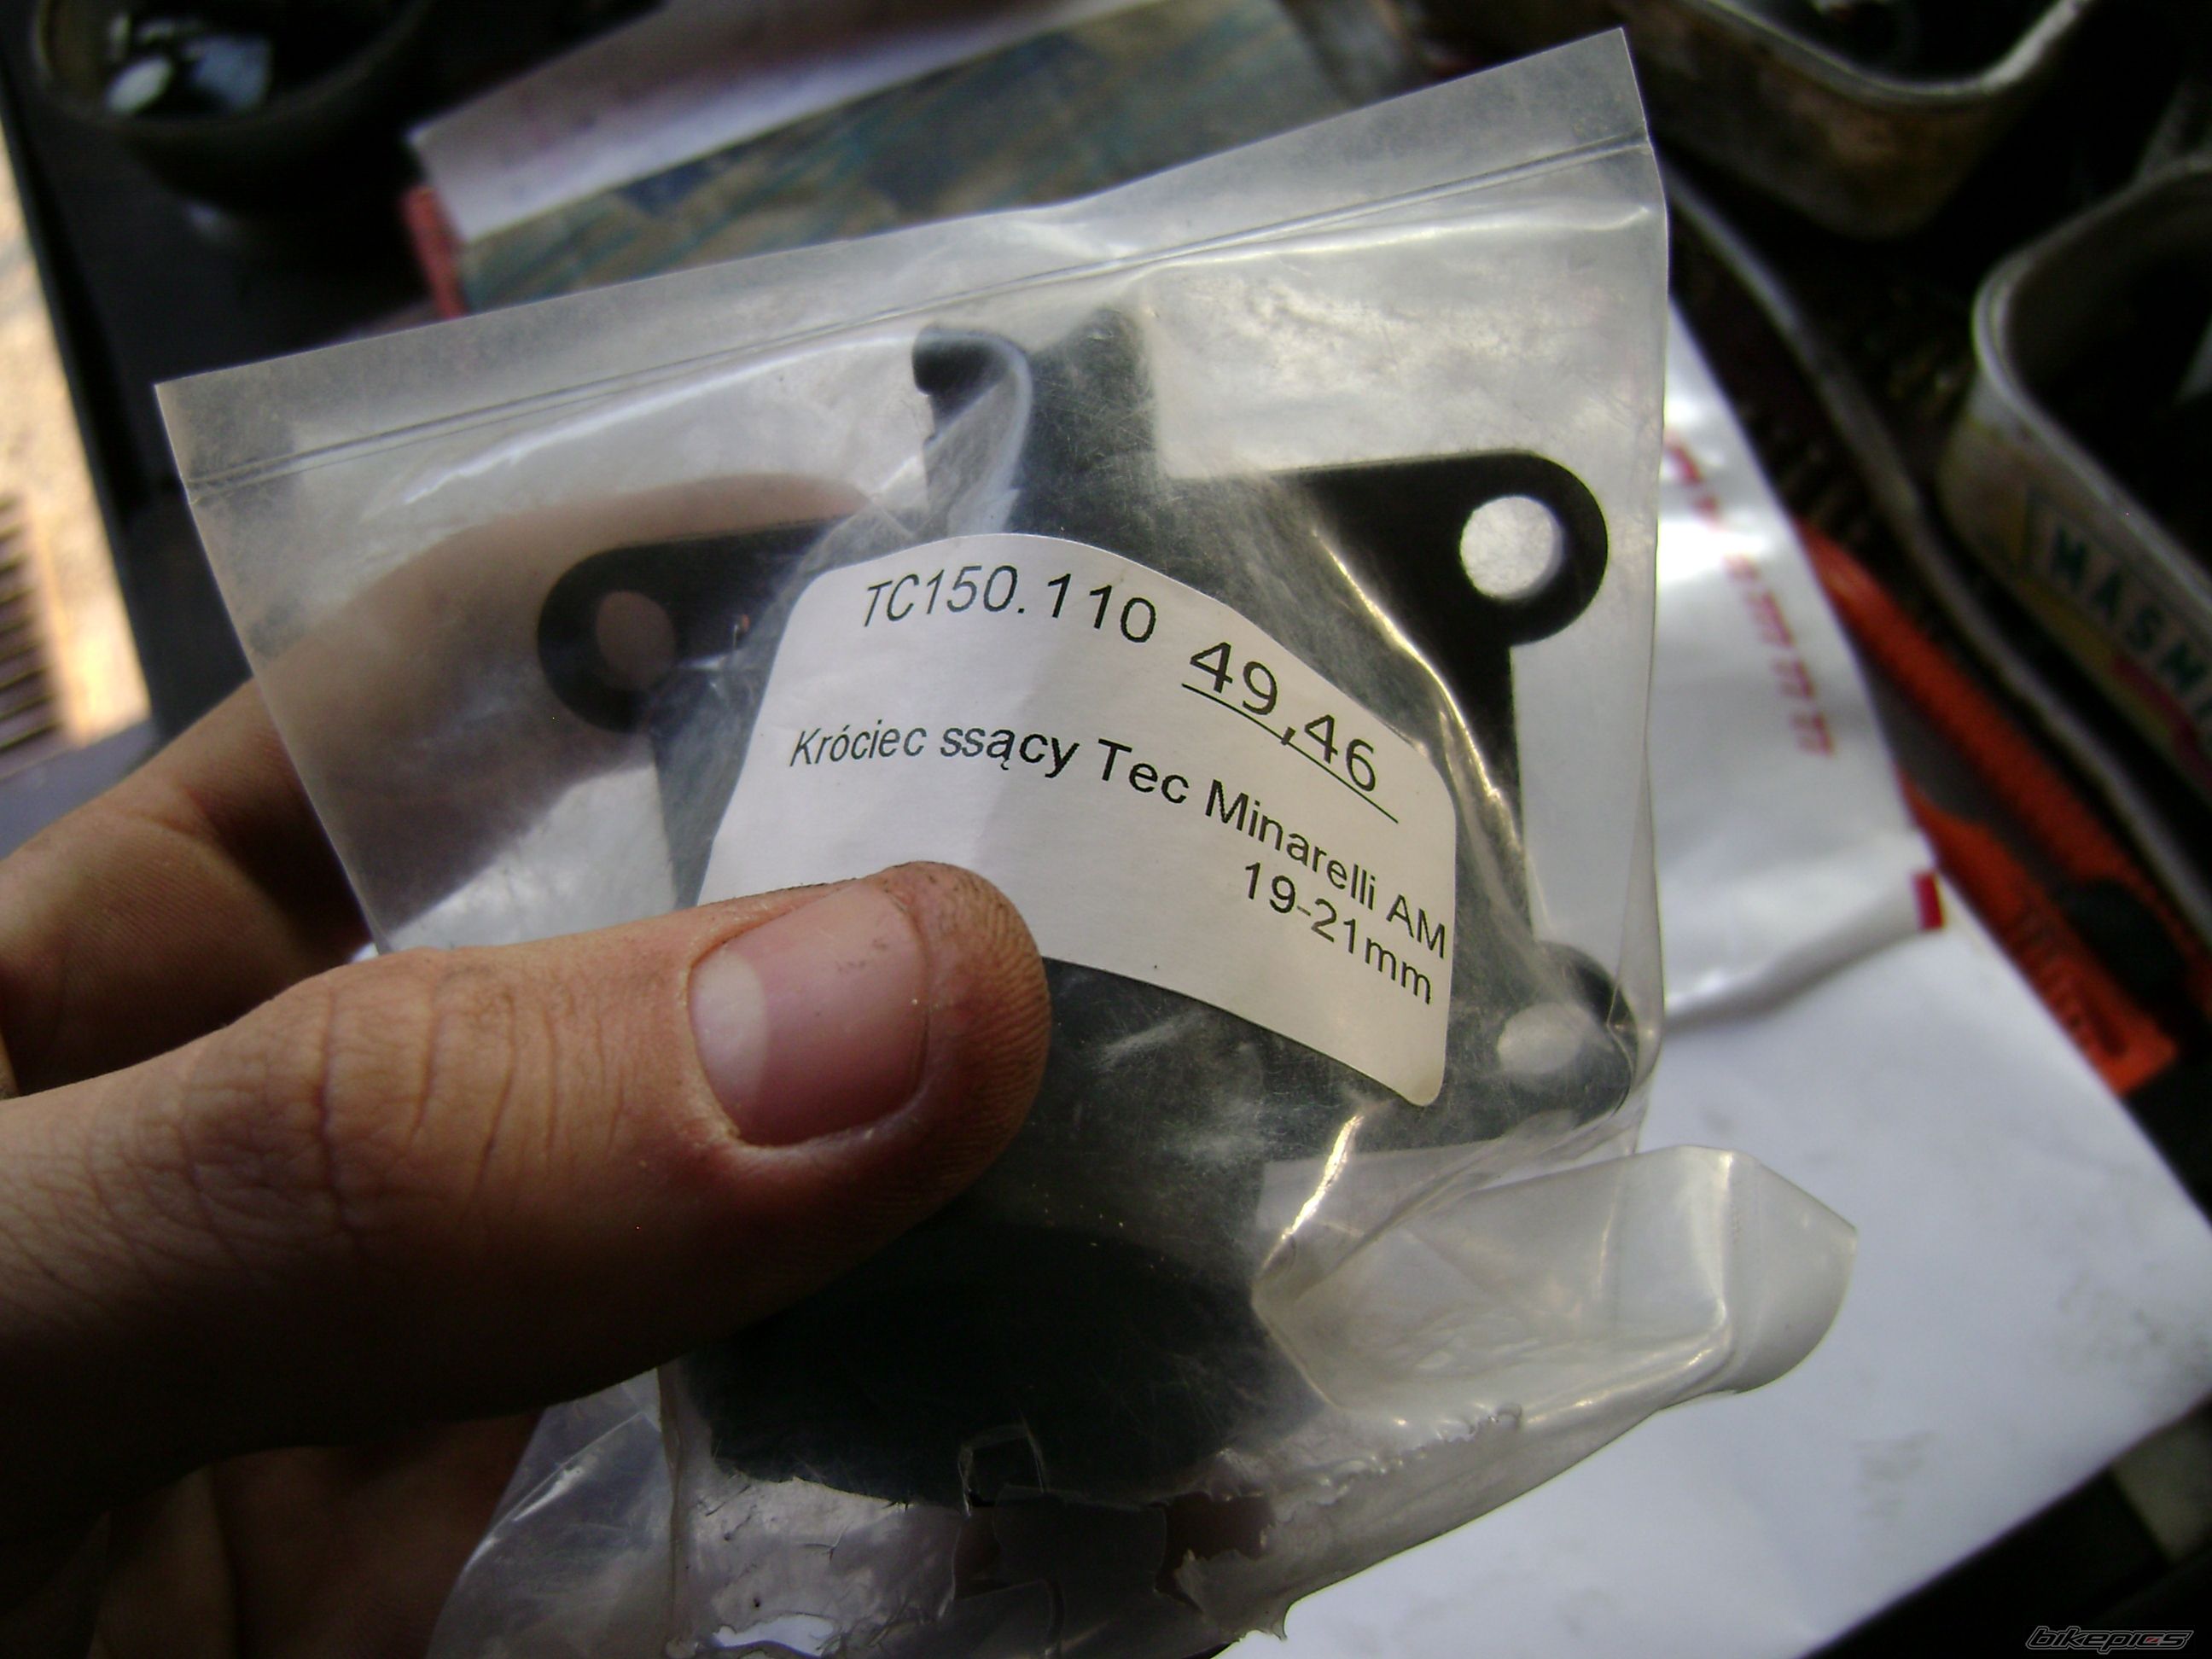 TC150.110
49,46
Króciec ssący Tec Minarelli AM
19-21mm
bikepics